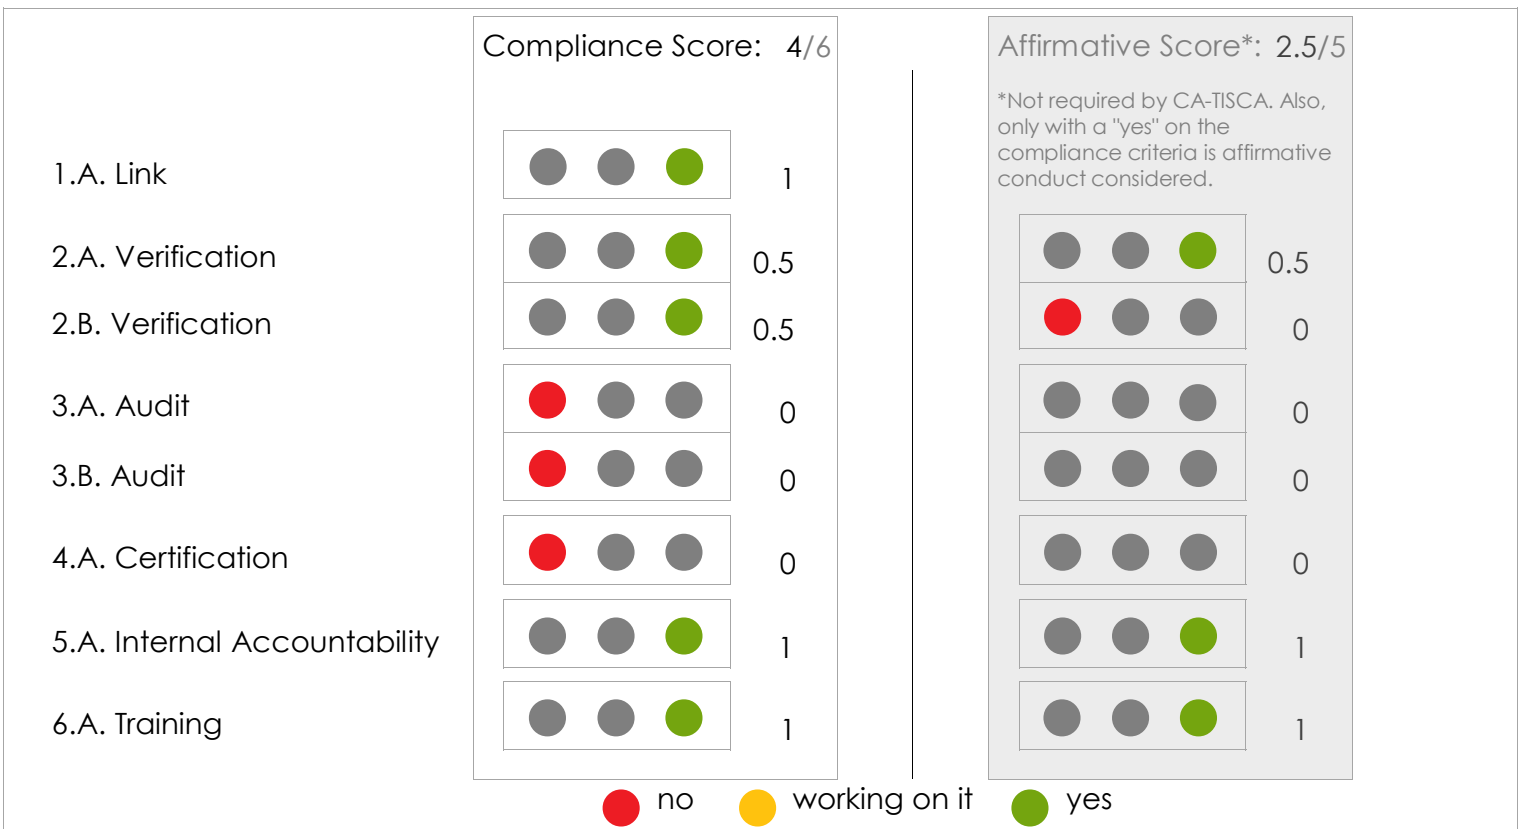 Compliance Score: 4/6
Affirmative Score*: 2.5/5
*Not required by CA-TISCA. Also,
only with a "yes" on the
compliance criteria is affirmative
conduct considered.
1.A. Link 1
2.A. Verification 0.5 0.5
2.B. Verification 0.5 0
3.A. Audit 0 0
3.B. Audit 0 0
4.A. Certification 0 0
5.A. Internal Accountability 1 1
6.A. Training 1 1
no working on it yes